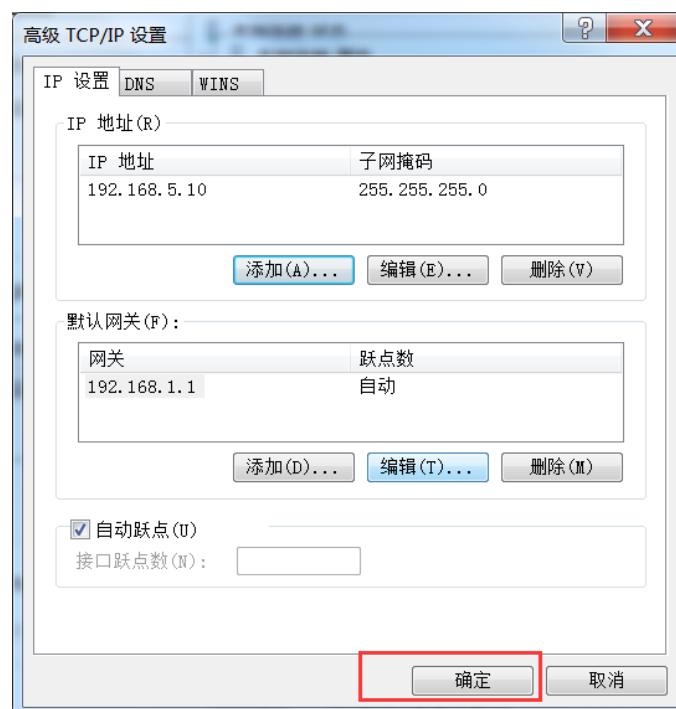 高级 TCP/IP 设置
IP 设置 DNS WINS
IP 地址(R)
IP 地址 子网掩码
192.168.5.10 255.255.255.0
添加(A)... 编辑(E)... 删除(V)
默认网关(F):
网关 跃点数
192.168.1.1 自动
添加(D)... 编辑(T)... 删除(M)
自动跃点(U)
接口跃点数(N):
确定 取消